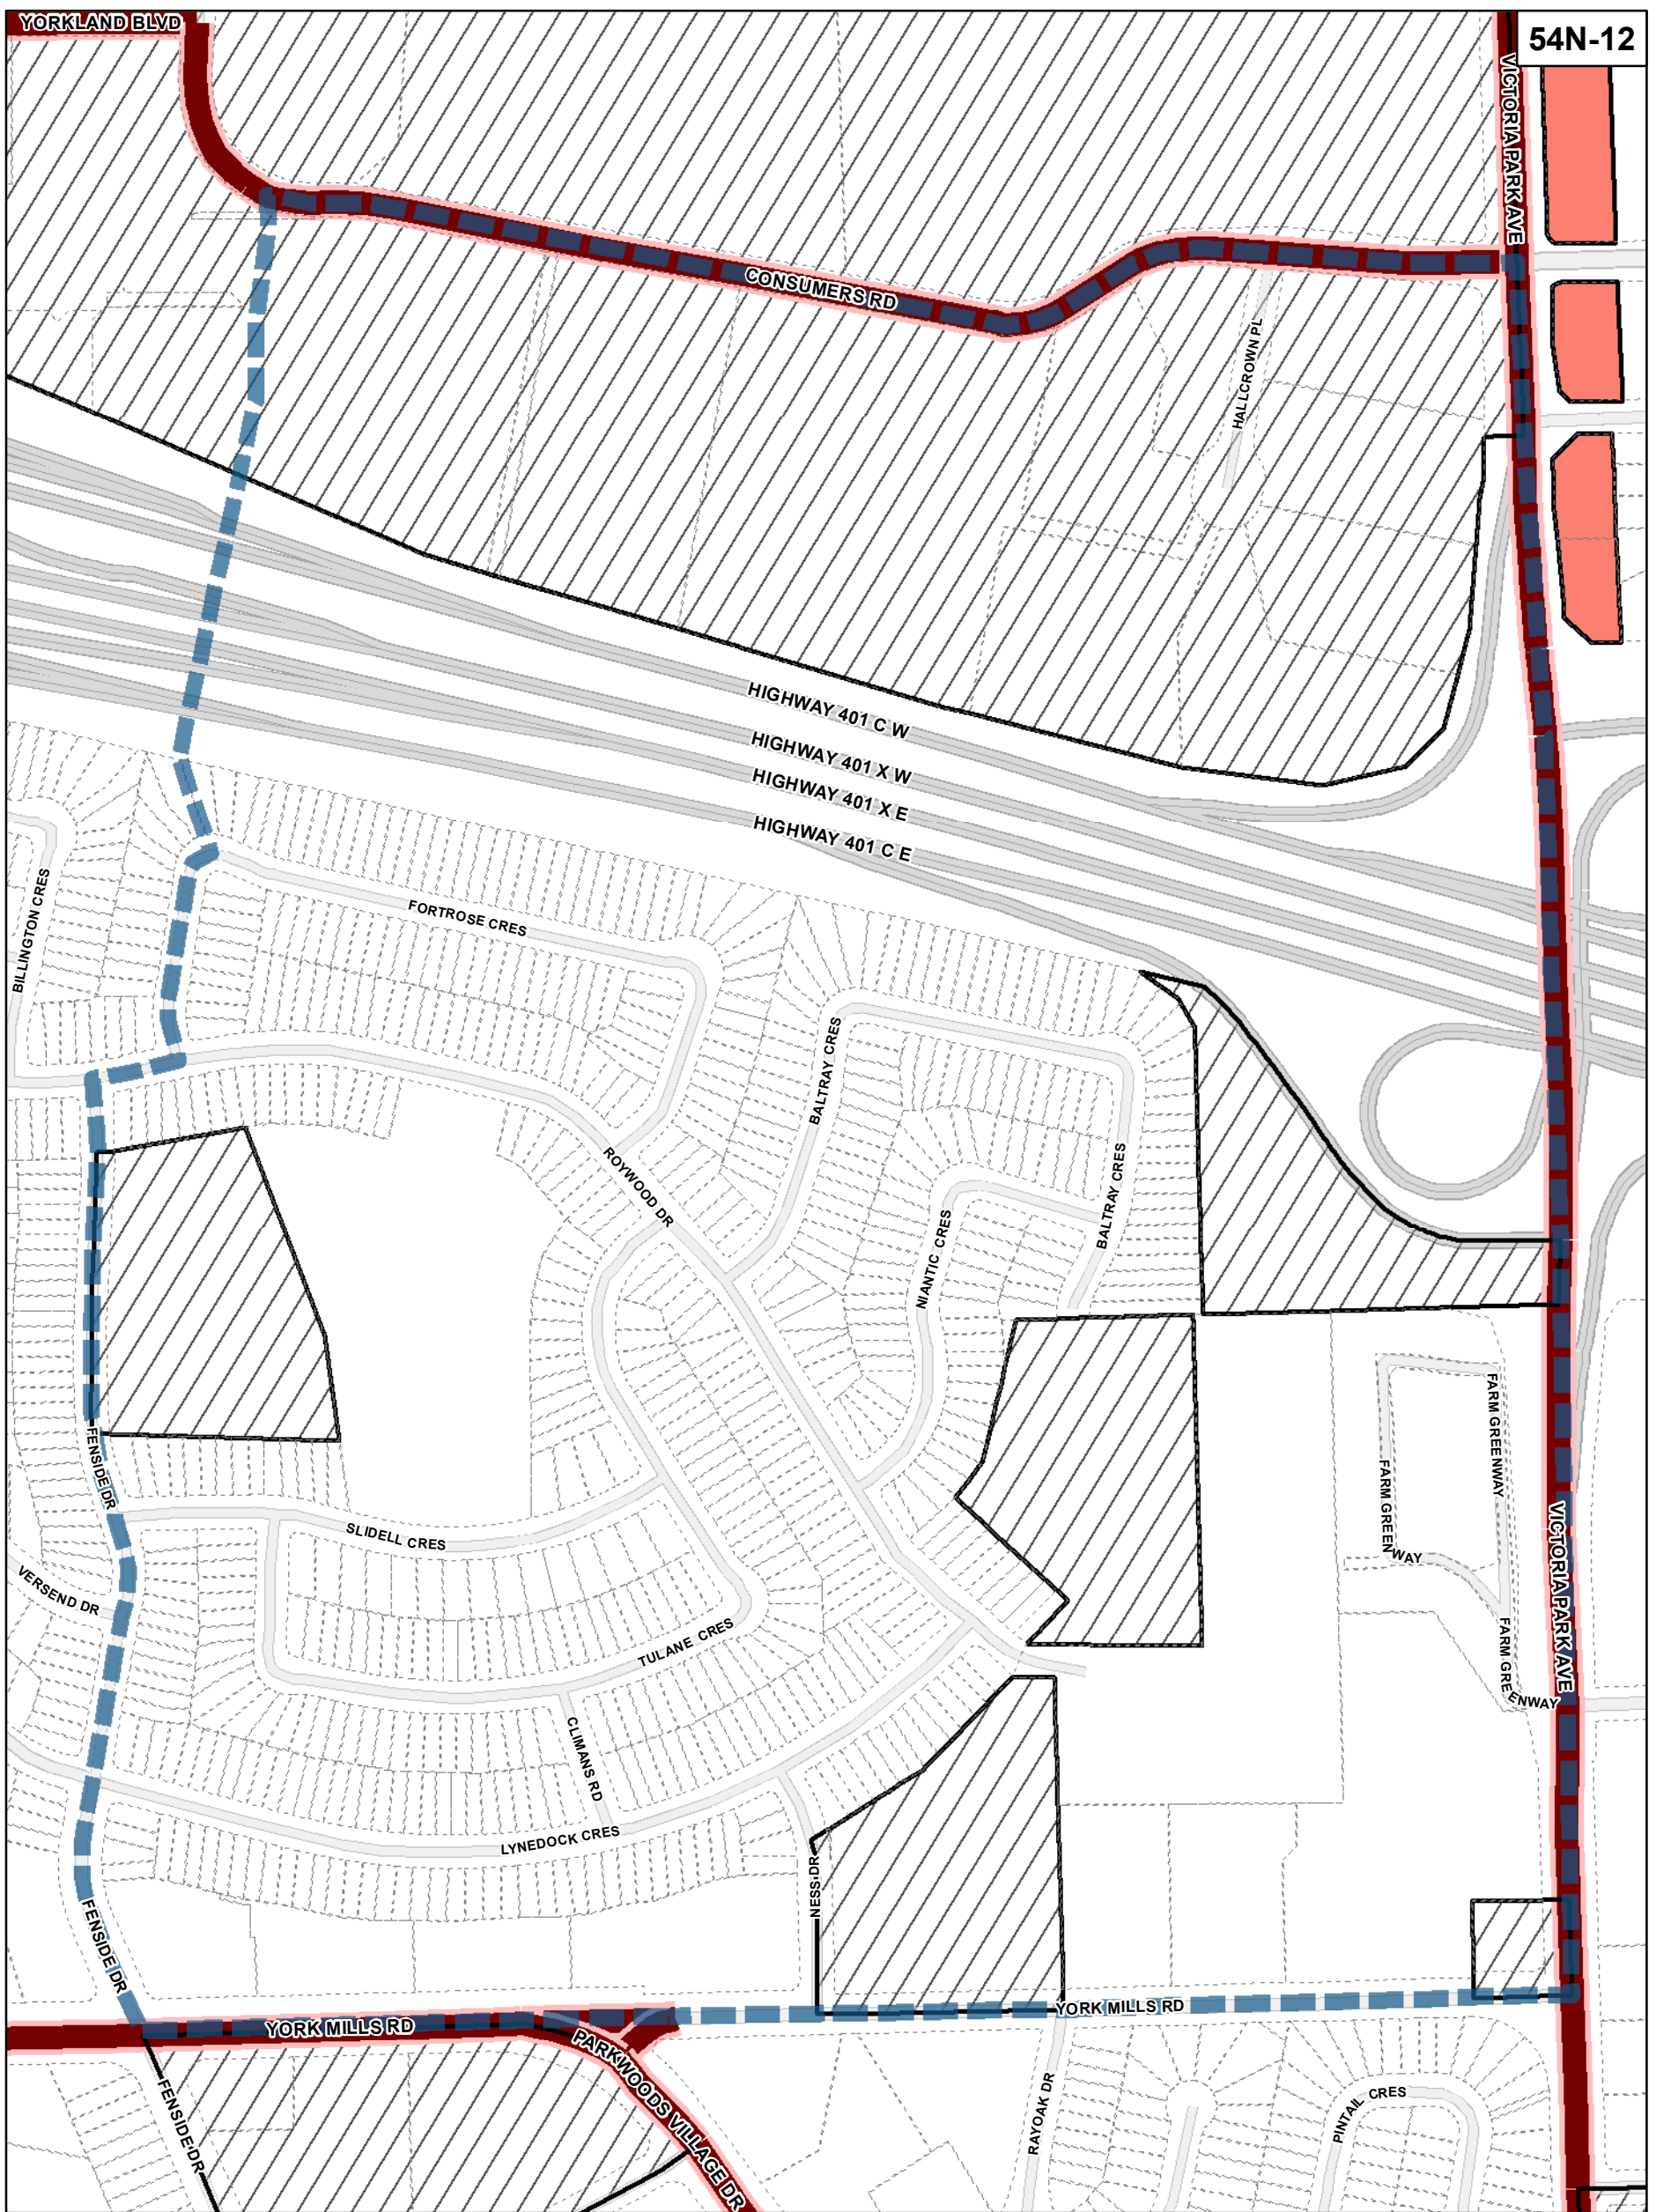 YORKLAND BLVD
54N-12
VICTORIA PARK AVE
CONSUMERS RD
HALLCROWN PL
HIGHWAY 401 C W
HIGHWAY 401 X W
HIGHWAY 401 X E
HIGHWAY 401 C E
BILLINGTON CRES
FORTROSE CRES
BALTRAY CRES
ROYWOOD DR
BALTRAY CRES
NIANTIC CRES
FARM GREENWAY
FARM GREENWAY
FENSIDE DR
SLIDELL CRES
VICTORIA PARK AVE
VERSEND DR
TULANE CRES
FARM GREENWAY
CLIMANS RD
LYNEDOCK CRES
NESS DR
FENSIDE DR
YORK MILLS RD
YORK MILLS RD
PARKWOODS VILLAGE DR
FENSIDE DR
RAYOAK DR
PINTAIL CRES